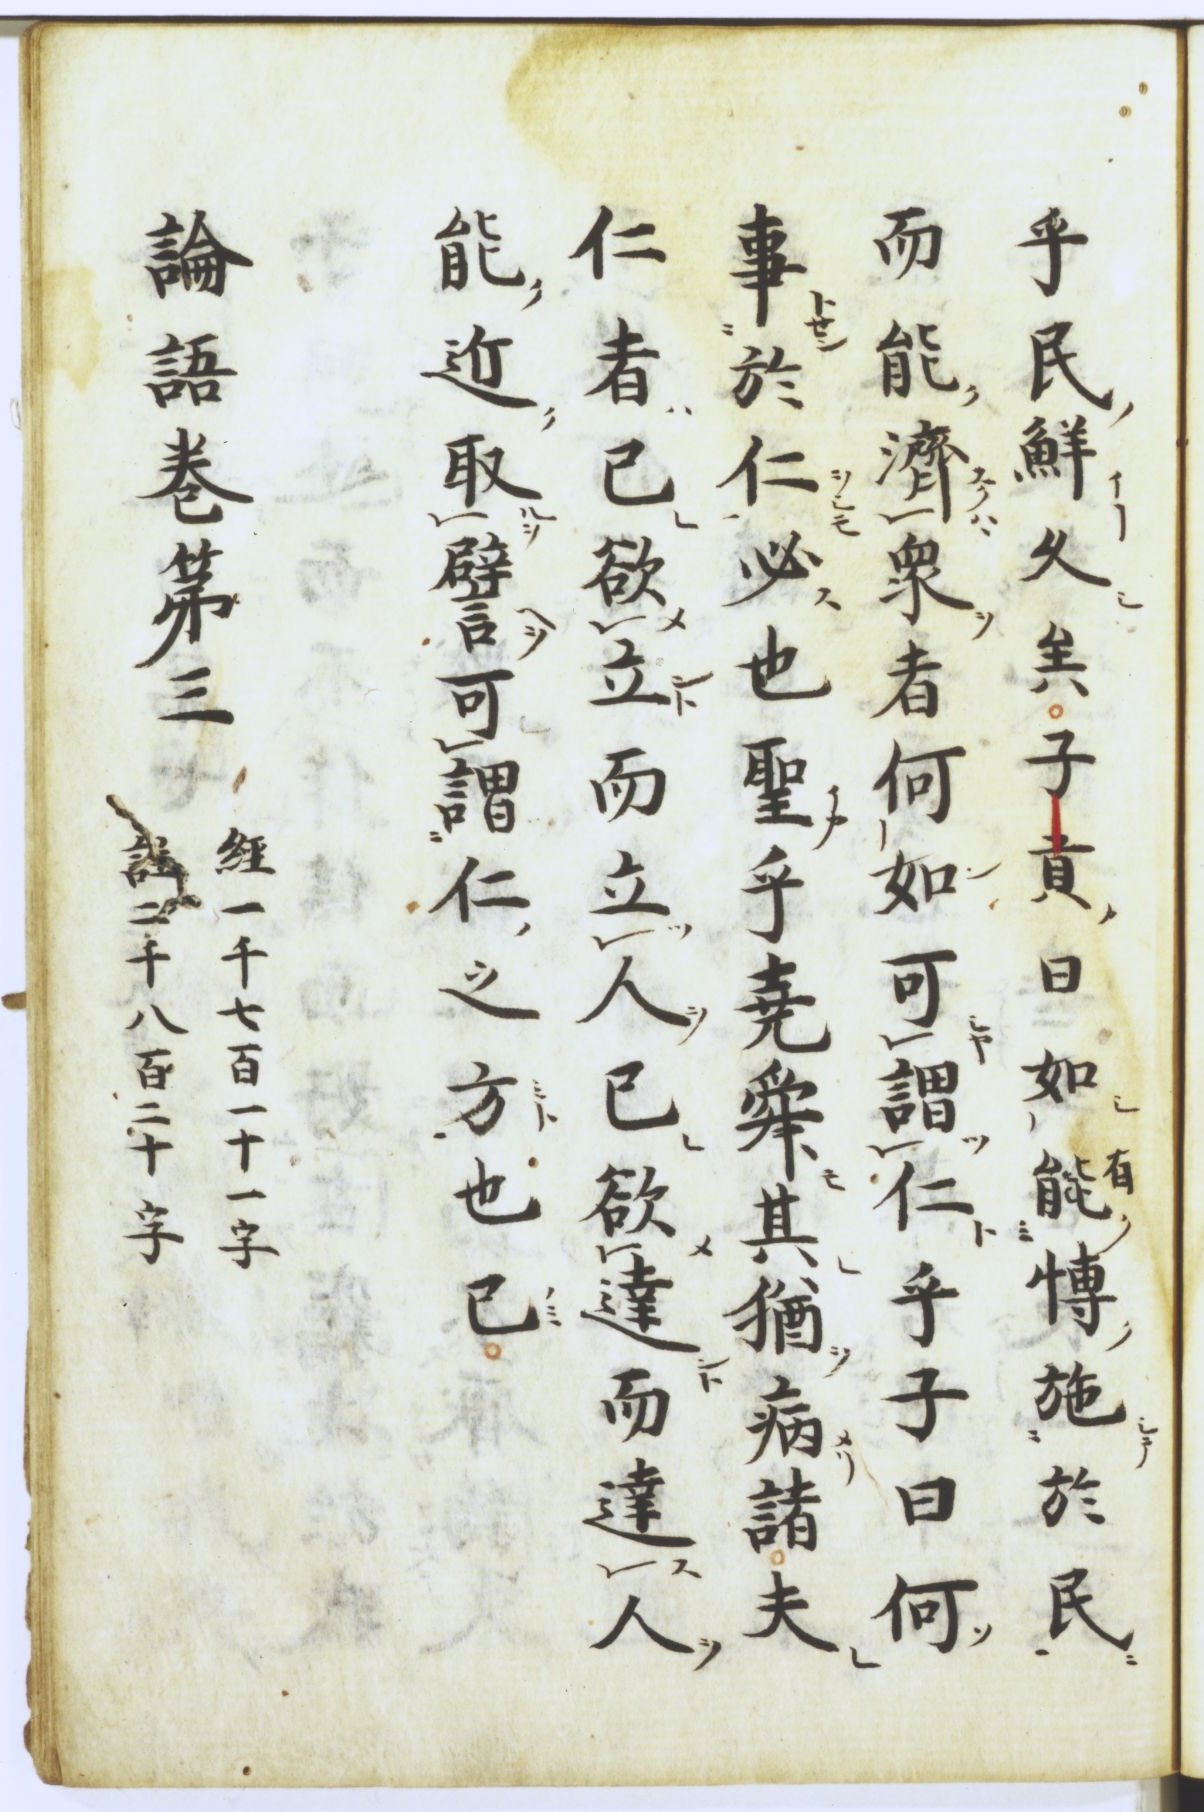 乎民鮮久矣子貢曰如能愽施於民
而能濟衆者何如可謂仁乎子曰何
事於仁必也聖乎堯舜其猶病諸夫
仁者己欲立而立人己欲達而達人
能近取譬可謂仁之方也已
論語卷第三
經一千七百一十一字
註二千八百二十字